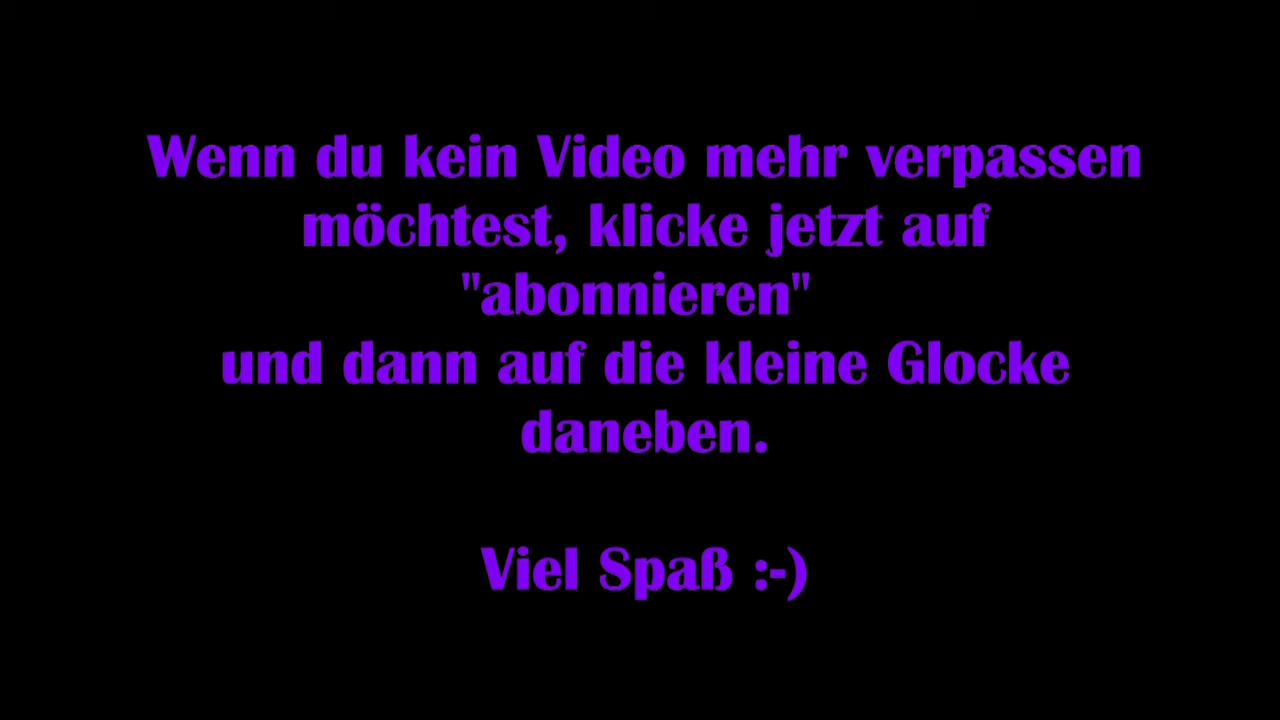 Wenn du kein Video mehr verpassen
möchtest, klicke jetzt auf
"abonnieren"
und dann auf die kleine Glocke
daneben.
Viel Spaß :-)